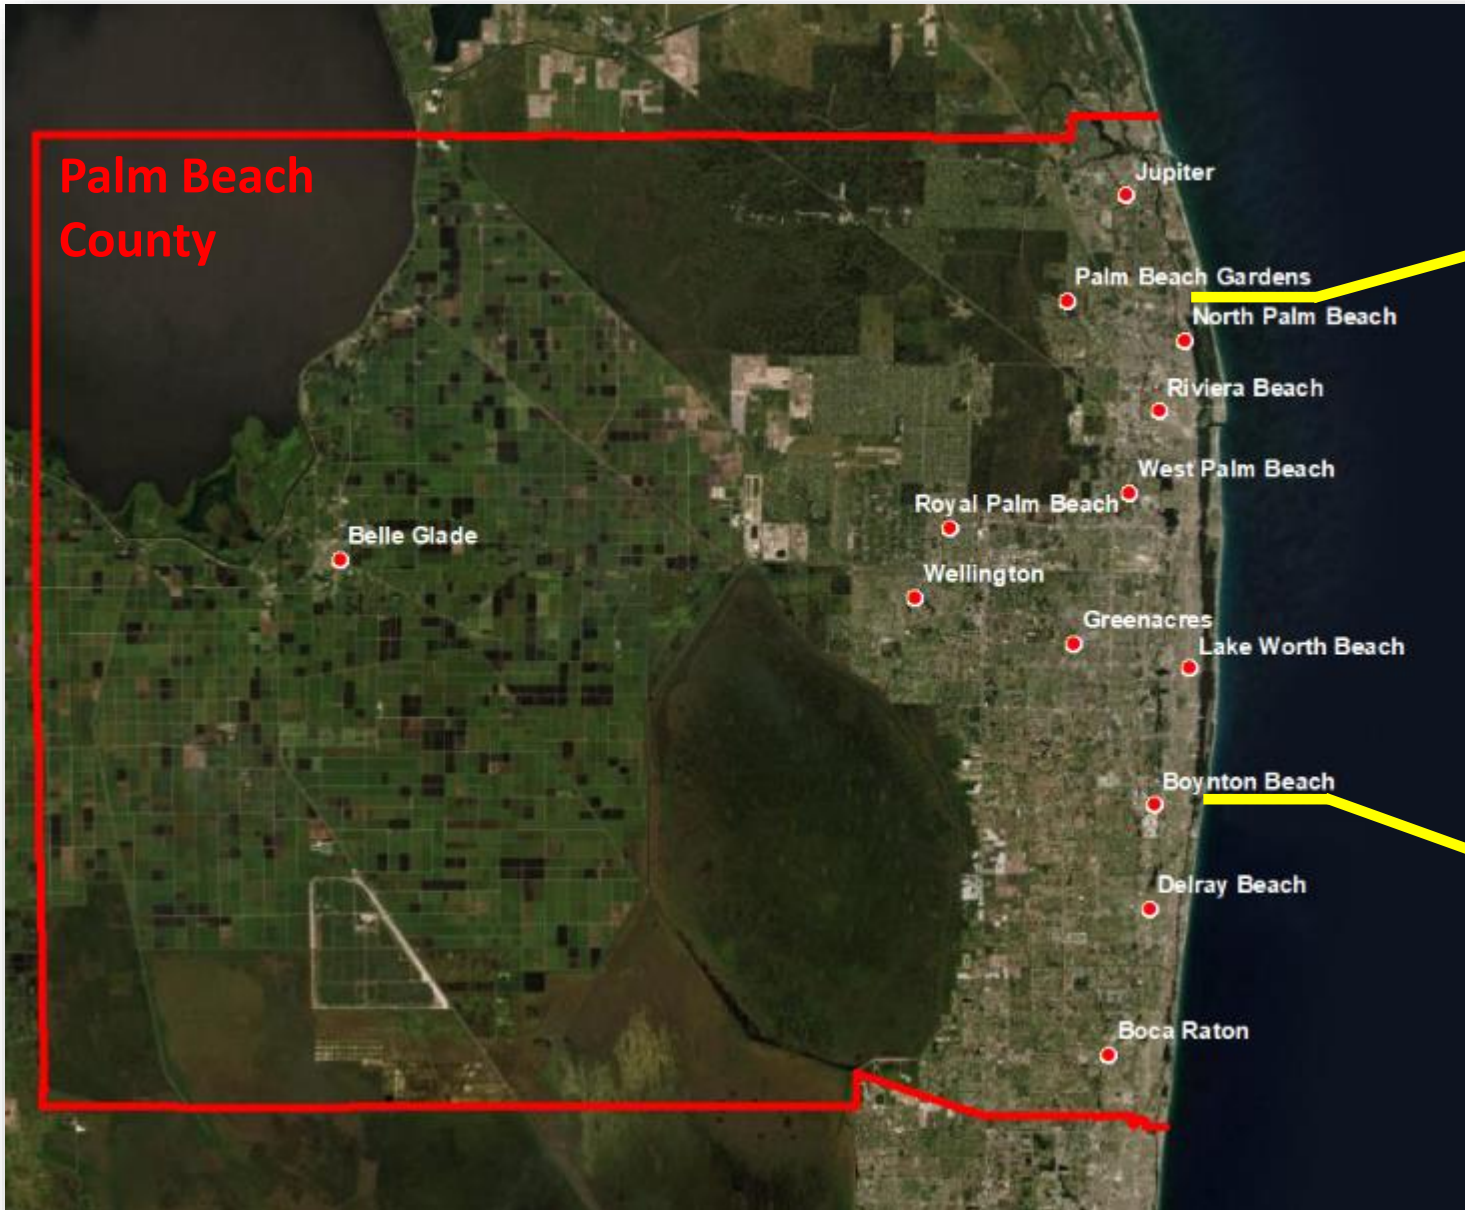 Palm Beach
County
Jupiter
Palm Beach Gardens
North Palm Beach
Riviera Beach
West Palm Beach
Royal Palm Beach
Belle Glade
Wellington
Greenacres
Lake Worth Beach
Boynton Beach
Delray Beach
Boca Raton